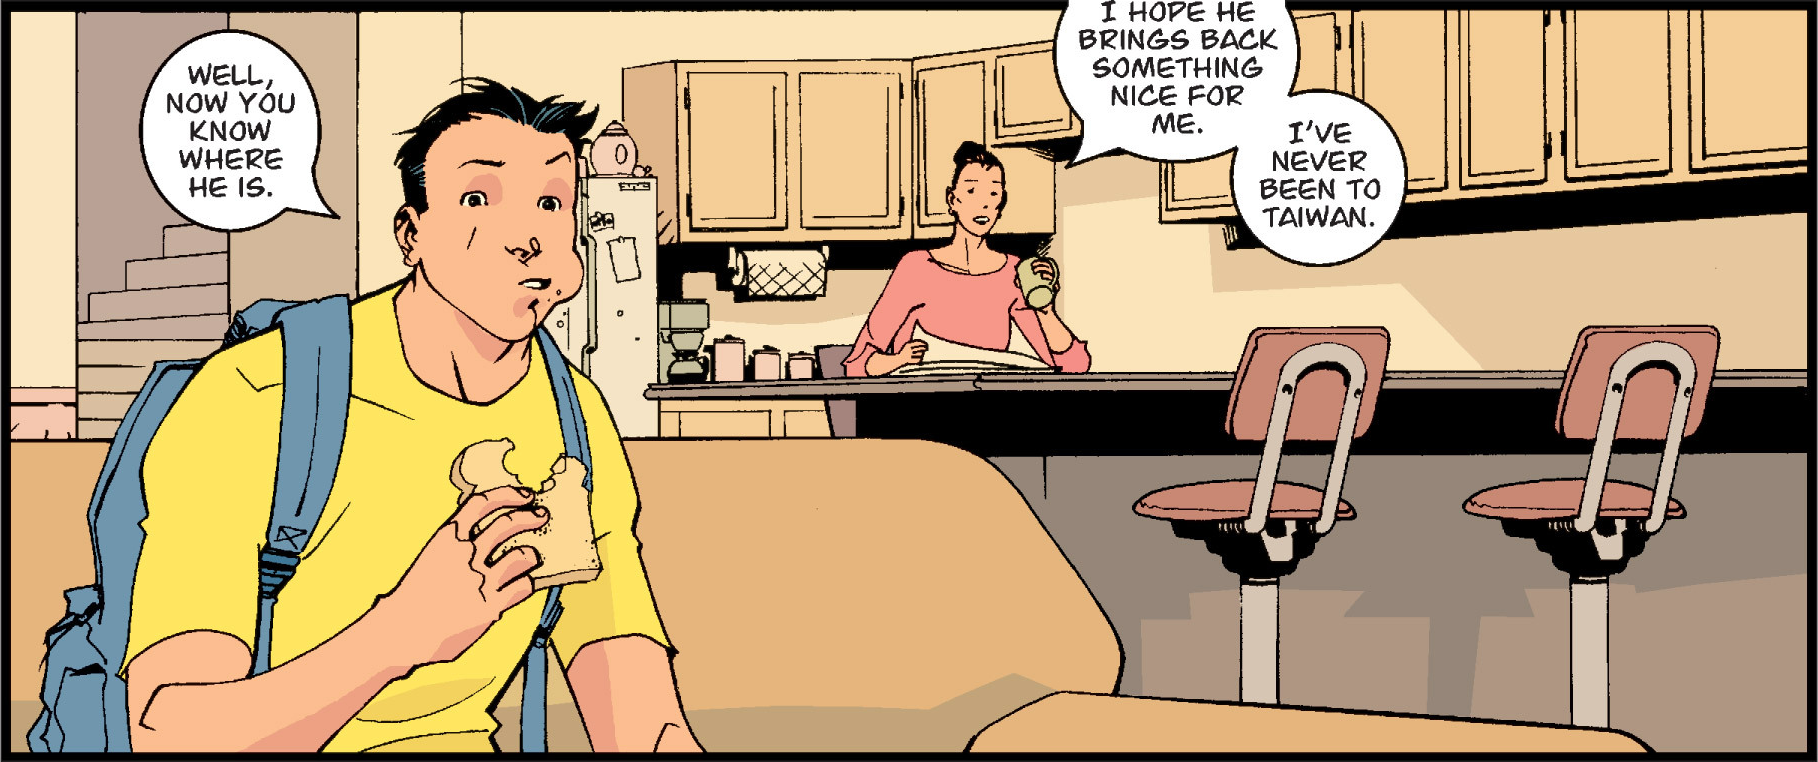 WELL,
NOW YOU
KNOW
WHERE
HE IS.
I HOPE HE
BRINGS BACK
SOMETHING
NICE FOR
ME.
I'VE
NEVER
BEEN TO
TAIWAN.